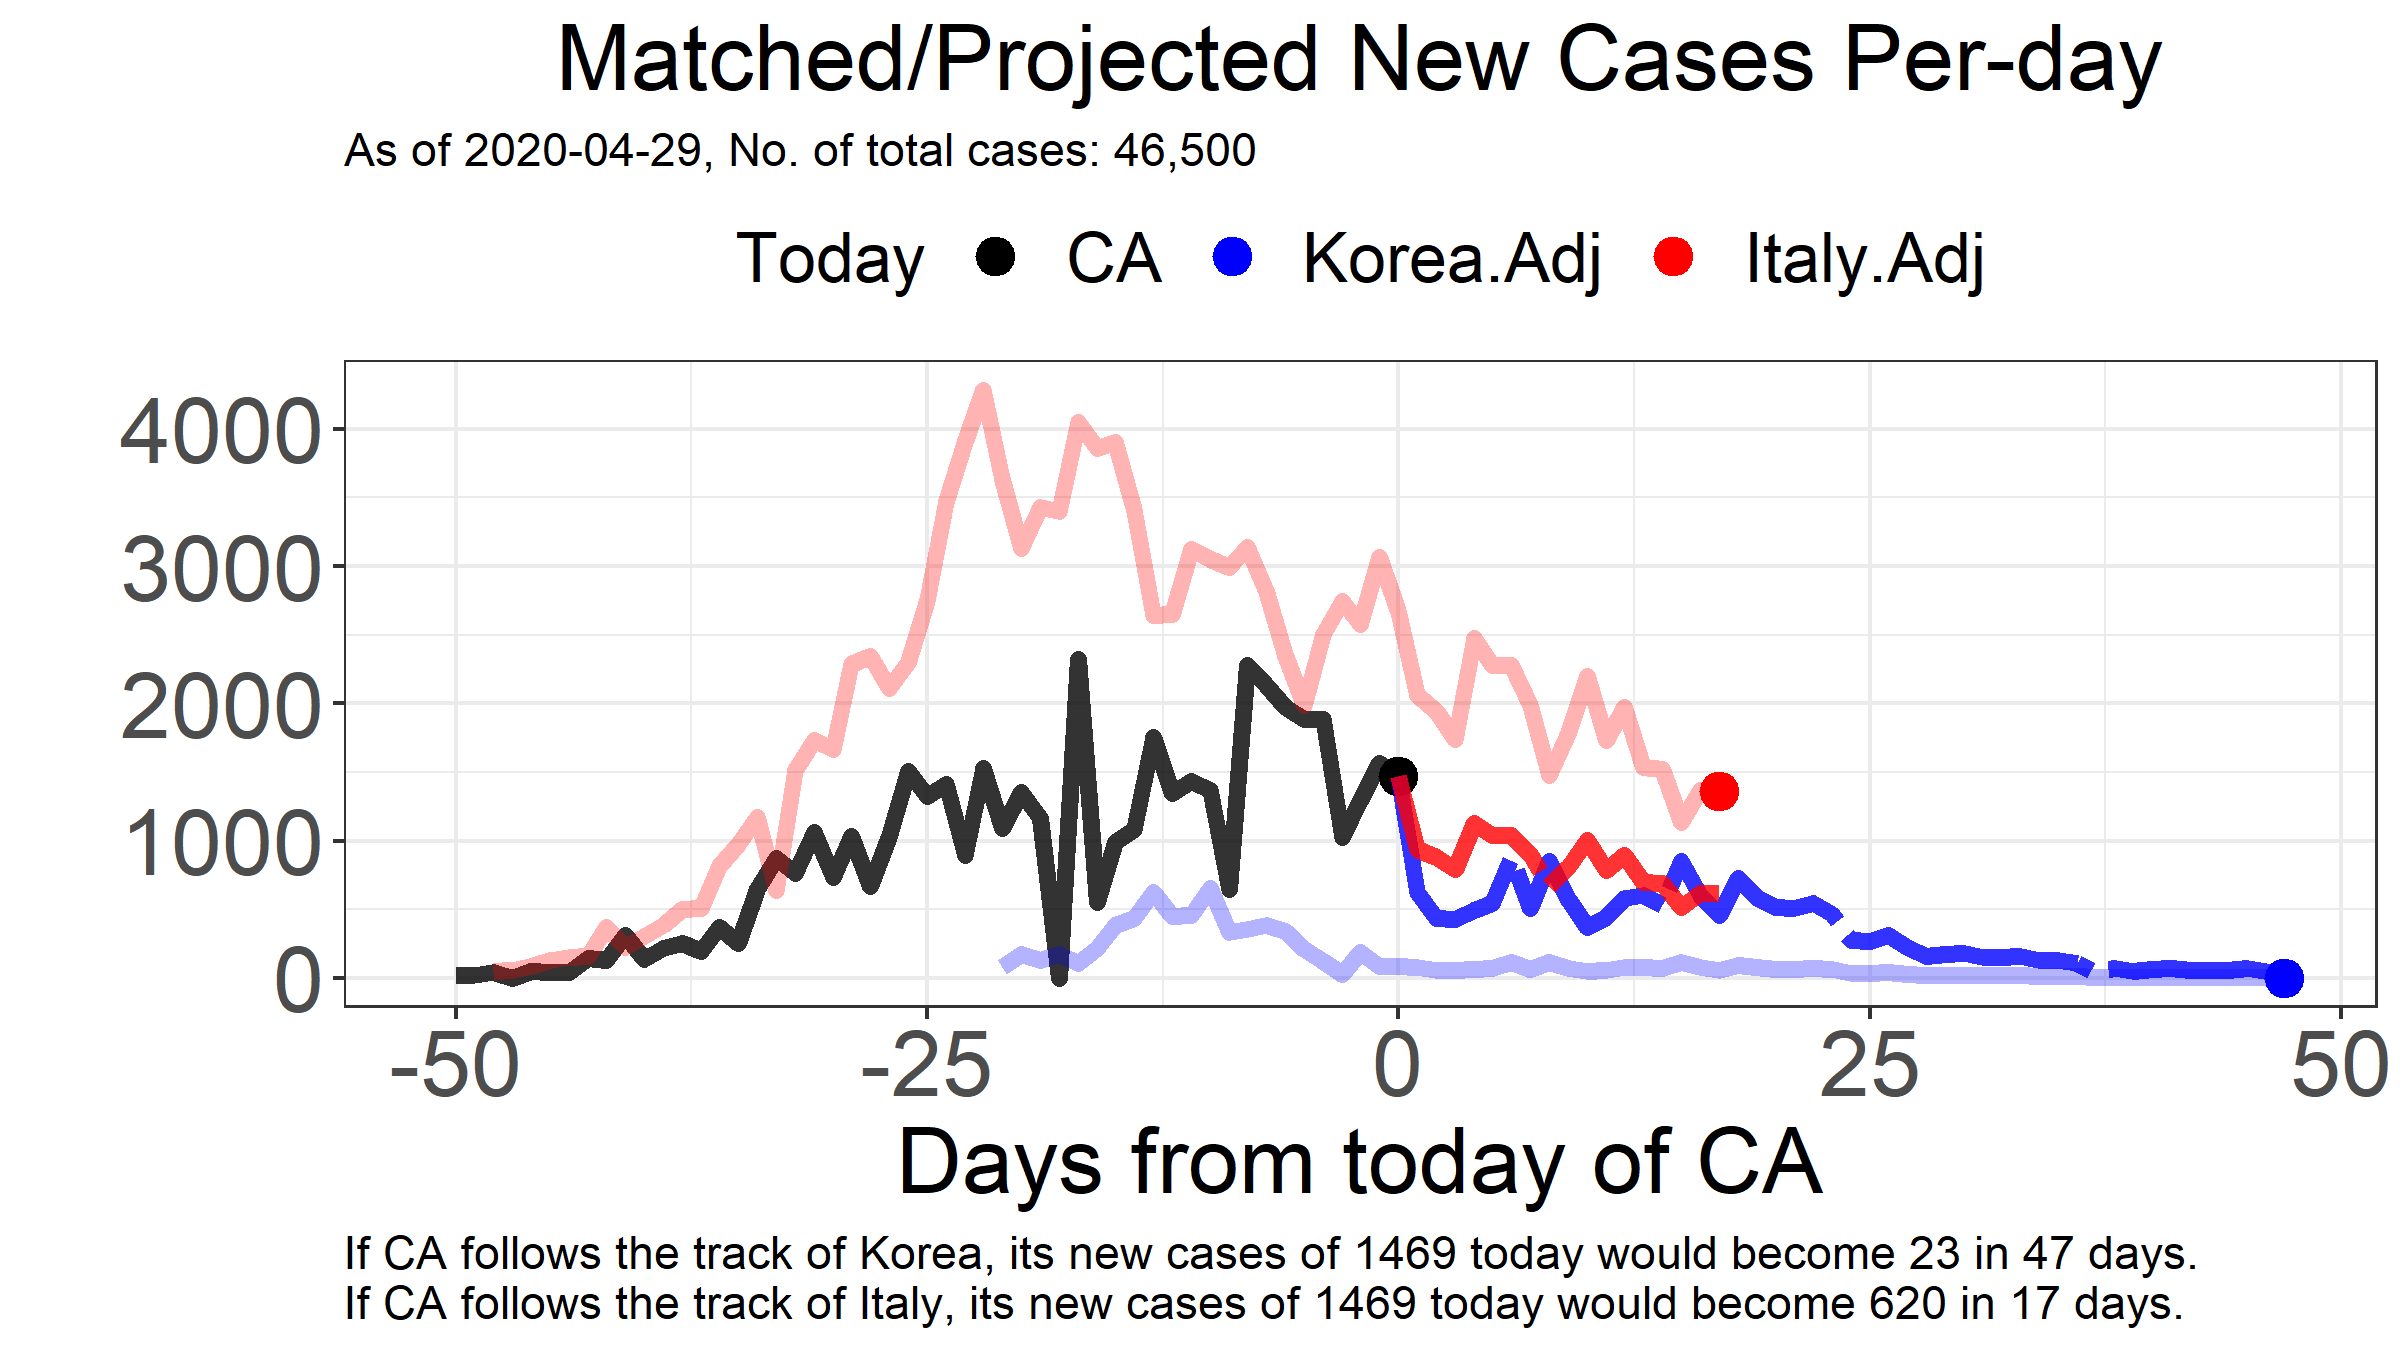 Matched/Projected New Cases Per-day
As of 2020-04-29, No. of total cases: 46,500
Today CA Korea.Adj Italy.Adj
4000
3000
2000
1000
0
-50 -25 0 25 50
Days from today of CA
If CA follows the track of Korea, its new cases of 1469 today would become 23 in 47 days.
If CA follows the track of Italy, its new cases of 1469 today would become 620 in 17 days.